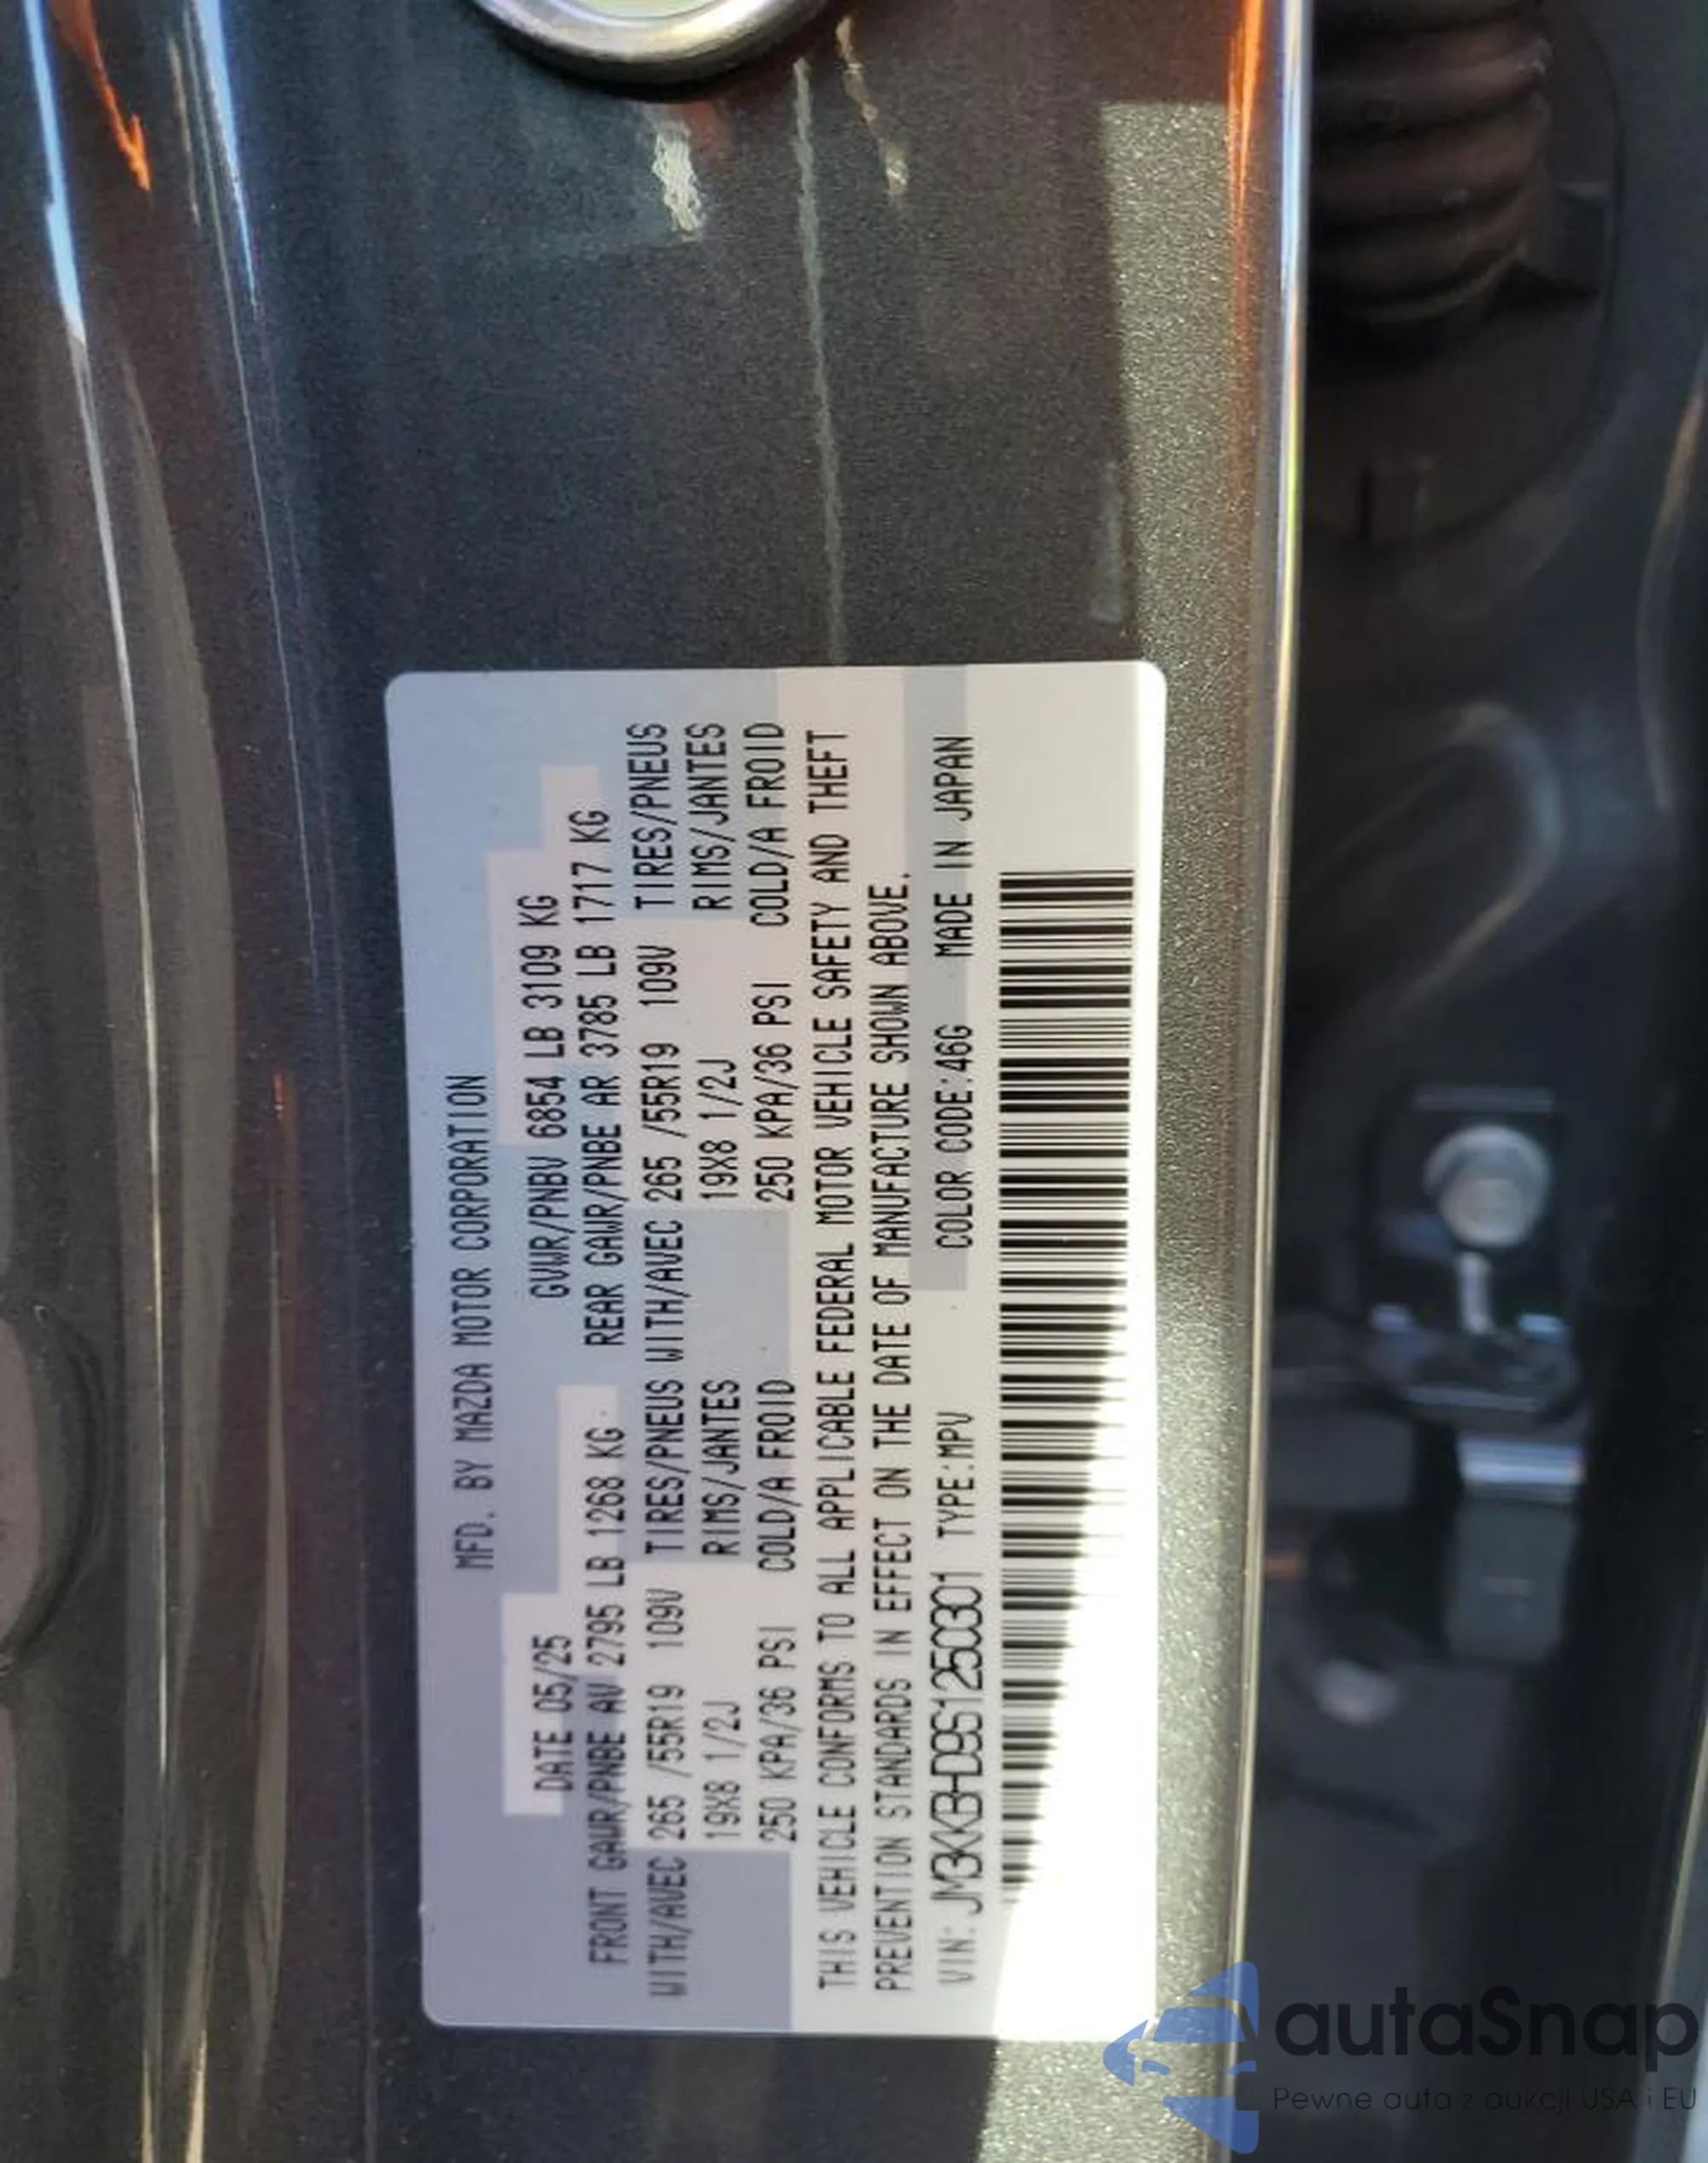 MFD. BY MAZDA MOTOR CORPORATION
DATE 05/25 GVWR/PNBV 6854 LB 3109 KG
FRONT GAWR/PNBE AV 2795 LB 1268 KG REAR GAWR/PNBE AR 3785 LB 1717 KG
WITH/AVEC 265 /55R19 109V TIRES/PNEUS WITH/AVEC 265 /55R19 109V TIRES/PNEUS
19X8 1/2J RIMS/JANTES 19X8 1/2J RIMS/JANTES
250 KPA/36 PSI COLD/A FROID 250 KPA/36 PSI COLD/A FROID
THIS VEHICLE CONFORMS TO ALL APPLICABLE FEDERAL MOTOR VEHICLE SAFETY AND THEFT
PREVENTION STANDARDS IN EFFECT ON THE DATE OF MANUFACTURE SHOWN ABOVE.
VIN: JM3KKBHD9S1250301 TYPE:MPV COLOR CODE:46G MADE IN JAPAN
autaSnap
Pewne auta z aukcji USA i EU